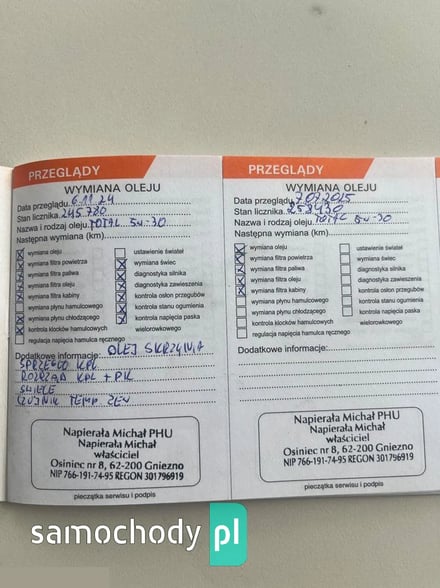 PRZEGLĄDY
WYMIANA OLEJU
Data przeglądu 6.11.24
Stan licznika 245720
Nazwa i rodzaj oleju TOTAL 5W-30
Następna wymiana (km)
wymiana oleju
wymiana filtra powietrza
wymiana filtra paliwa
wymiana filtra oleju
wymiana filtra kabiny
wymiana płynu hamulcowego
wymiana płynu chłodzącego
kontrola klocków hamulcowych
regulacja napięcia hamulca ręcznego
ustawienie świateł
wymiana świec
diagnostyka silnika
diagnostyka zawieszenia
kontrola osłon przegubów
kontrola stanu ogumienia
kontrola napięcia paska
wielorowkowego
Dodatkowe informacje: OLEJ SKRZYNIA
SPRZĘGŁO KPL
ROZRZĄD KPL + PK
ŚWIECE
CZUJNIK TEMP ZEW
Napierała Michał PHU
Napierała Michał
właściciel
Osiniec nr 8, 62-200 Gniezno
NIP 766-191-74-95 REGON 301796919
pieczątka serwisu i podpis
PRZEGLĄDY
WYMIANA OLEJU
Data przeglądu 7.07.2025
Stan licznika 258430
Nazwa i rodzaj oleju TOTAL 5W-30
Następna wymiana (km)
wymiana oleju
wymiana filtra powietrza
wymiana filtra paliwa
wymiana filtra oleju
wymiana filtra kabiny
wymiana płynu hamulcowego
wymiana płynu chłodzącego
kontrola klocków hamulcowych
regulacja napięcia hamulca ręcznego
ustawienie świateł
wymiana świec
diagnostyka silnika
diagnostyka zawieszenia
kontrola osłon przegubów
kontrola stanu ogumienia
kontrola napięcia paska
wielorowkowego
Dodatkowe informacje:
Napierała Michał PHU
Napierała Michał
właściciel
Osiniec nr 8, 62-200 Gniezno
NIP 766-191-74-95 REGON 301796919
pieczątka serwisu i podpis
samochody pl